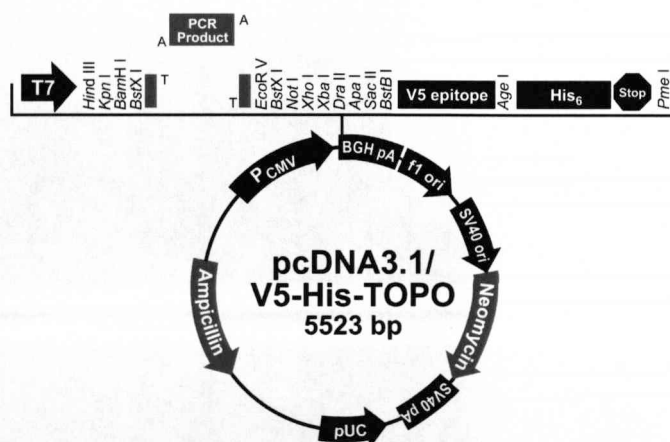 A
PCR
Product
A
T7
Hind III
Kpn I
BamH I
BstX I
T
T
EcoR V
BstX I
Not I
Xho I
Xba I
Dra II
Apa I
Sac II
BstB I
V5 epitope
Age I
His6
Stop
Pme I
PCMV
BGH pA
f1 ori
SV40 ori
Neomycin
SV40 pA
pUC
Ampicillin
pcDNA3.1/
V5-His-TOPO
5523 bp